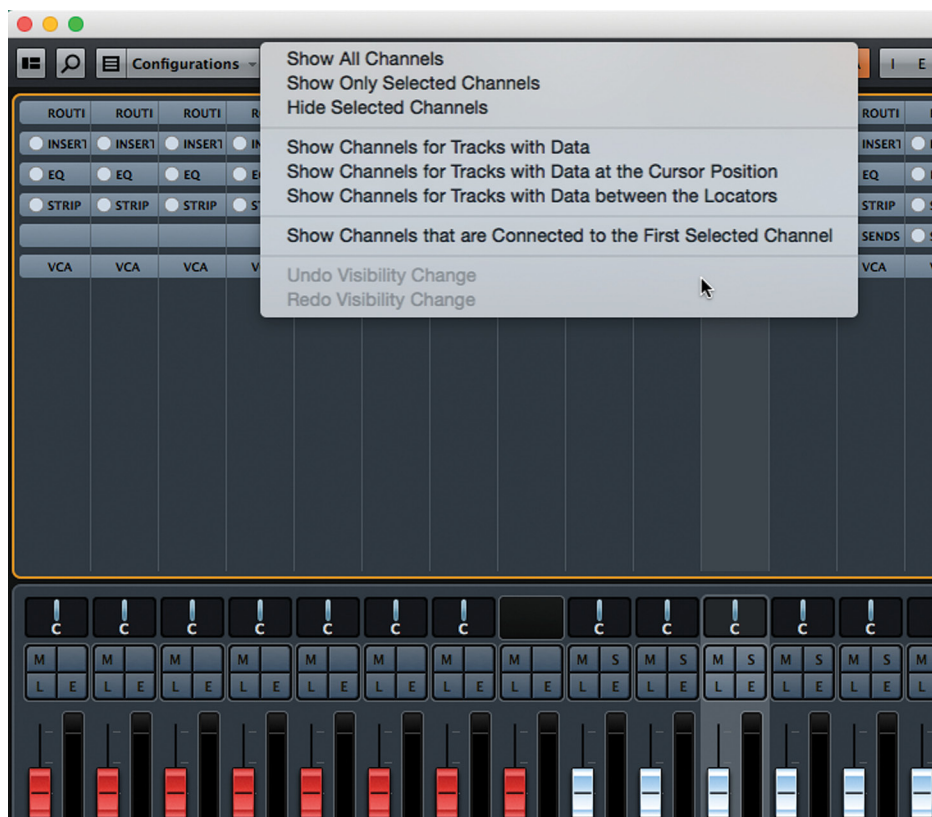 Configurations
I E
Show All Channels
Show Only Selected Channels
Hide Selected Channels
Show Channels for Tracks with Data
Show Channels for Tracks with Data at the Cursor Position
Show Channels for Tracks with Data between the Locators
Show Channels that are Connected to the First Selected Channel
Undo Visibility Change
Redo Visibility Change
ROUTI ROUTI ROUTI R ROUTI
INSERT INSERT INSERT IN INSERT
EQ EQ EQ E EQ
STRIP STRIP STRIP S STRIP S
SENDS S
VCA VCA VCA V VCA
C C C C C C C C C C C C
M M M M M M M M M S M S M S M S M S M
L E L E L E L E L E L E L E L E L E L E L E L E L E L